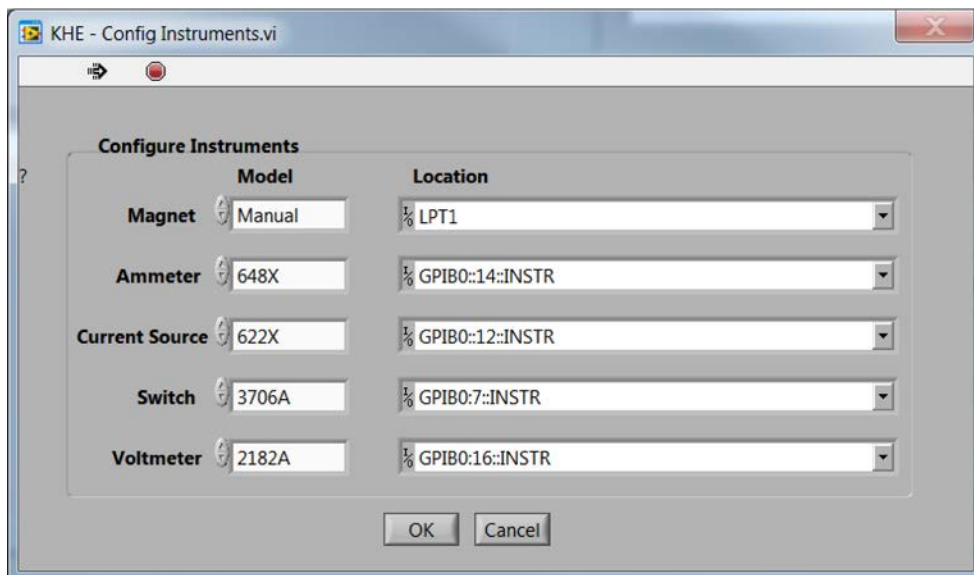 KHE - Config Instruments.vi
Configure Instruments
?
Model Location
Magnet Manual I/O LPT1
Ammeter 648X I/O GPIB0::14::INSTR
Current Source 622X I/O GPIB0::12::INSTR
Switch 3706A I/O GPIB0:7::INSTR
Voltmeter 2182A I/O GPIB0:16::INSTR
OK Cancel